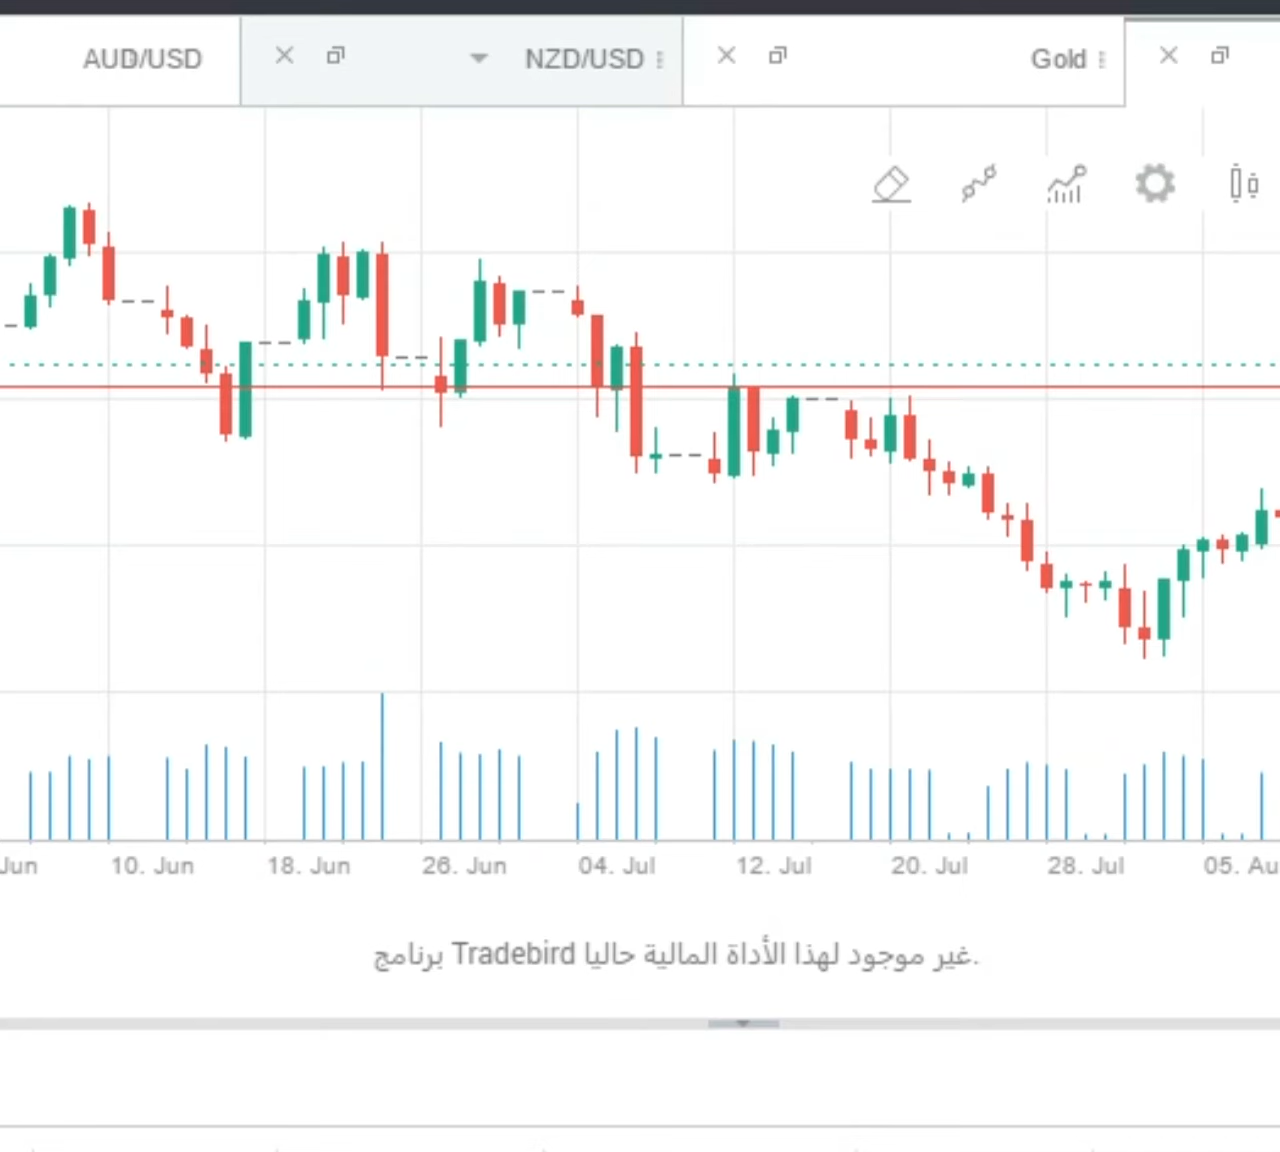 AUD/USD
NZD/USD
Gold
Jun
10. Jun
18. Jun
26. Jun
04. Jul
12. Jul
20. Jul
28. Jul
05. Au
برنامج Tradebird غير موجود لهذا الأداة المالية حاليا.